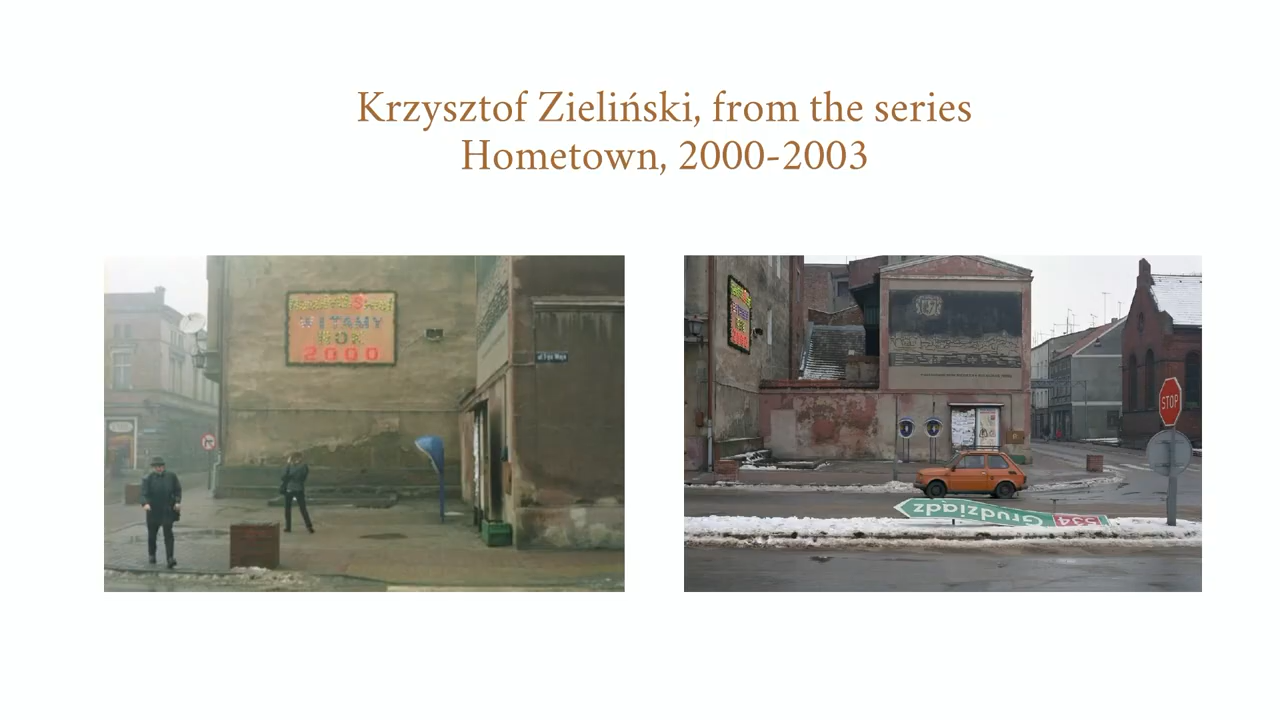 Krzysztof Zieliński, from the series
Hometown, 2000-2003
WITAMY
ROK
2000
STOP
Grudziądz
534